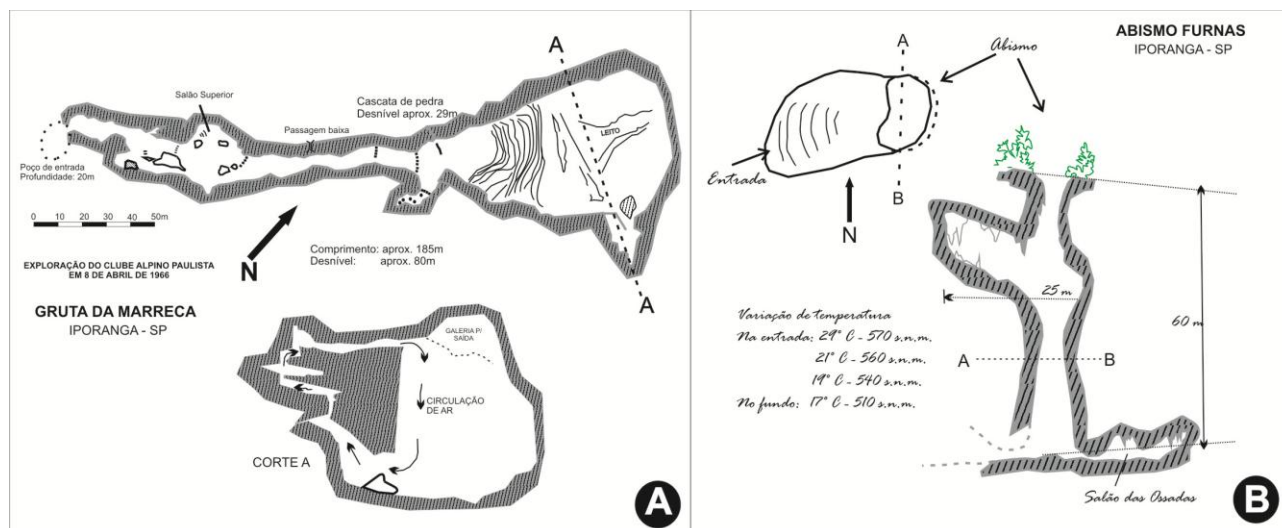 A
Salão Superior
Cascata de pedra
Desnível aprox. 29m
Passagem baixa
LEITO
Poço de entrada
Profundidade: 20m
0 10 20 30 40 50m
N
Comprimento: aprox. 185m
Desnível: aprox. 80m
A
EXPLORAÇÃO DO CLUBE ALPINO PAULISTA
EM 8 DE ABRIL DE 1966
GRUTA DA MARRECA
IPORANGA - SP
GALERIA P/
SAÍDA
CIRCULAÇÃO
DE AR
CORTE A
A
ABISMO FURNAS
IPORANGA - SP
A
Abismo
Entrada
B
N
25 m
60 m
Variação de temperatura
Na entrada: 29° C - 570 s.n.m.
21° C - 560 s.n.m.
19° C - 540 s.n.m.
No fundo: 17° C - 510 s.n.m.
A
B
Salão das Ossadas
B